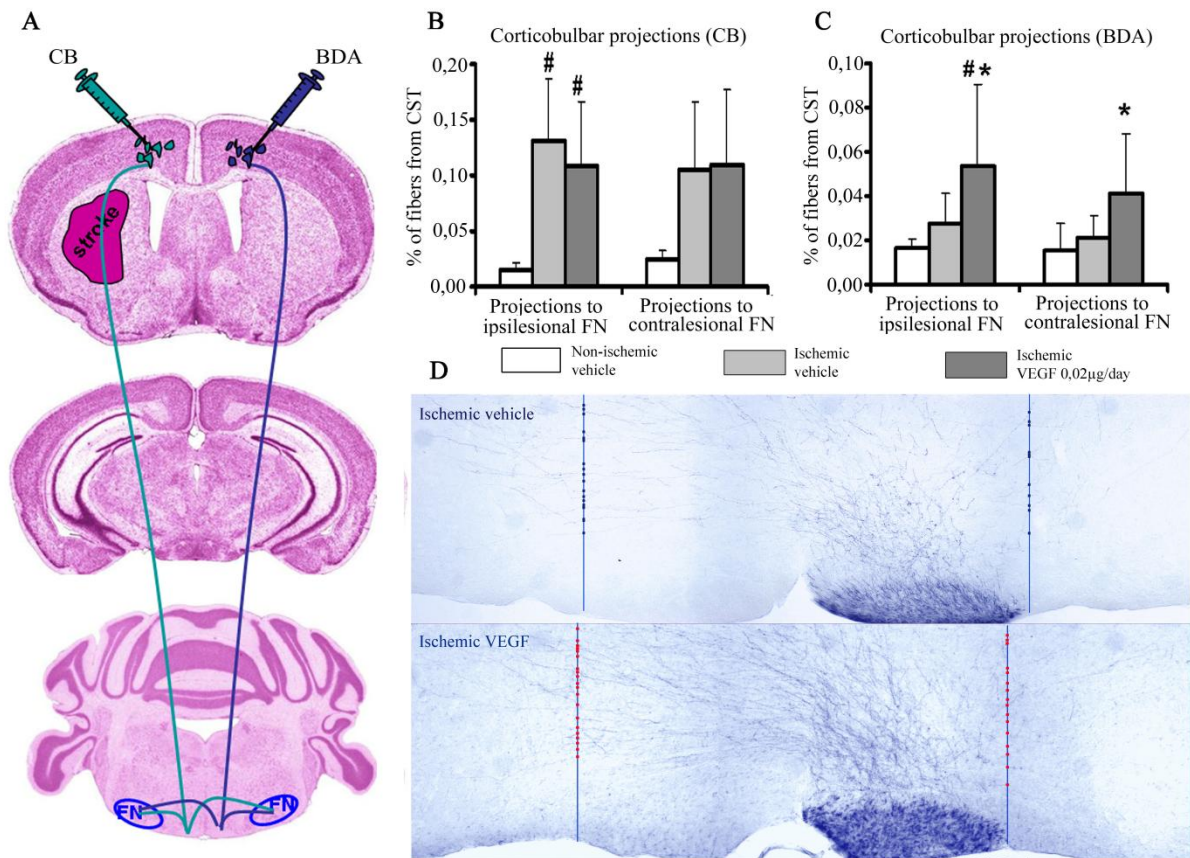 A
CB
BDA
stroke
FN
FN
B
Corticobulbar projections (CB)
% of fibers from CST
0,20
0,15
0,10
0,05
0,00
#
#
Projections to
ipsilesional FN
Projections to
contralesional FN
C
Corticobulbar projections (BDA)
% of fibers from CST
0,10
0,08
0,06
0,04
0,02
0,00
# *
*
Projections to
ipsilesional FN
Projections to
contralesional FN
Non-ischemic
vehicle
Ischemic
vehicle
Ischemic
VEGF 0,02µg/day
D
Ischemic vehicle
Ischemic VEGF